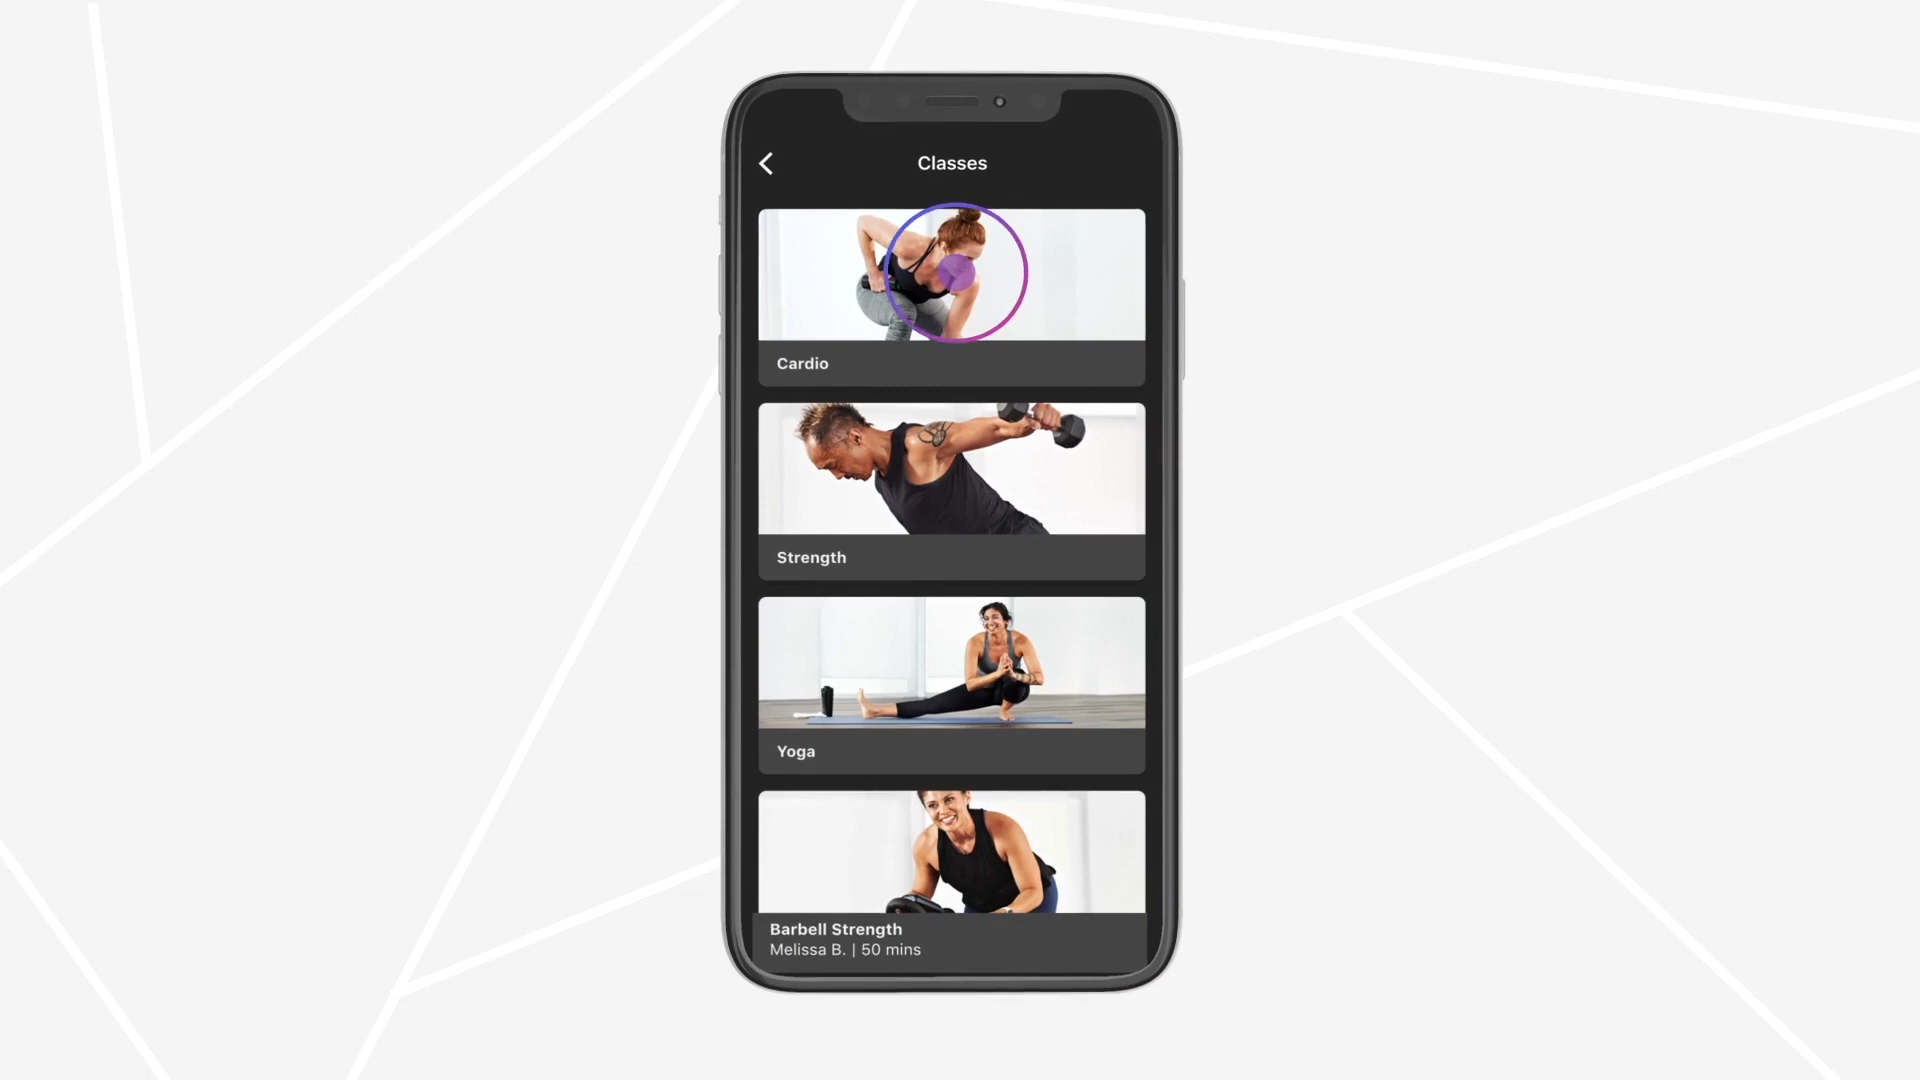 Classes
Cardio
Strength
Yoga
Barbell Strength
Melissa B. | 50 mins